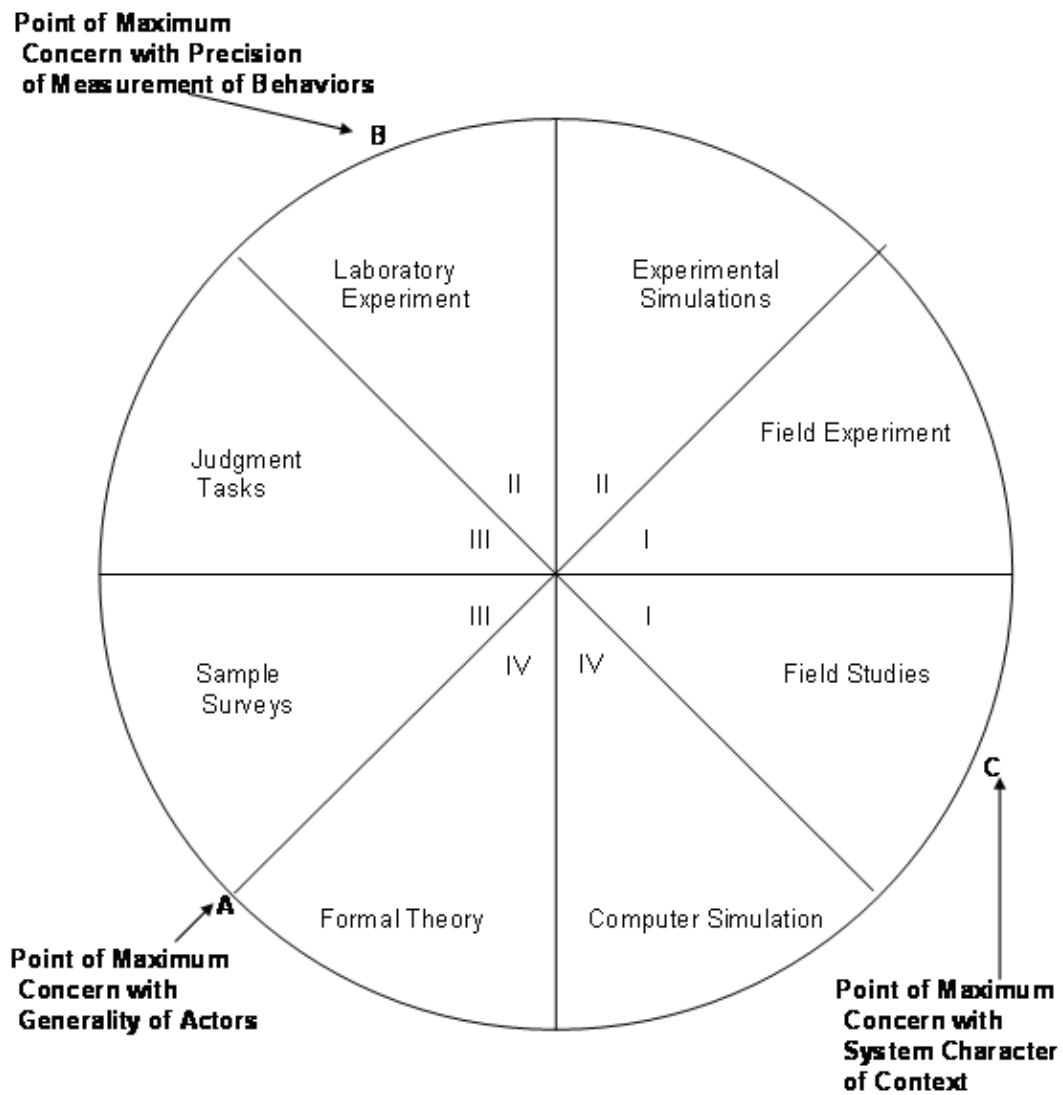 Point of Maximum
Concern with Precision
of Measurement of Behaviors
B
Laboratory
Experiment
Experimental
Simulations
Field Experiment
Judgment
Tasks
II
II
III
I
III
I
IV
IV
Sample
Surveys
Field Studies
C
A
Formal Theory
Computer Simulation
Point of Maximum
Concern with
Generality of Actors
Point of Maximum
Concern with
System Character
of Context